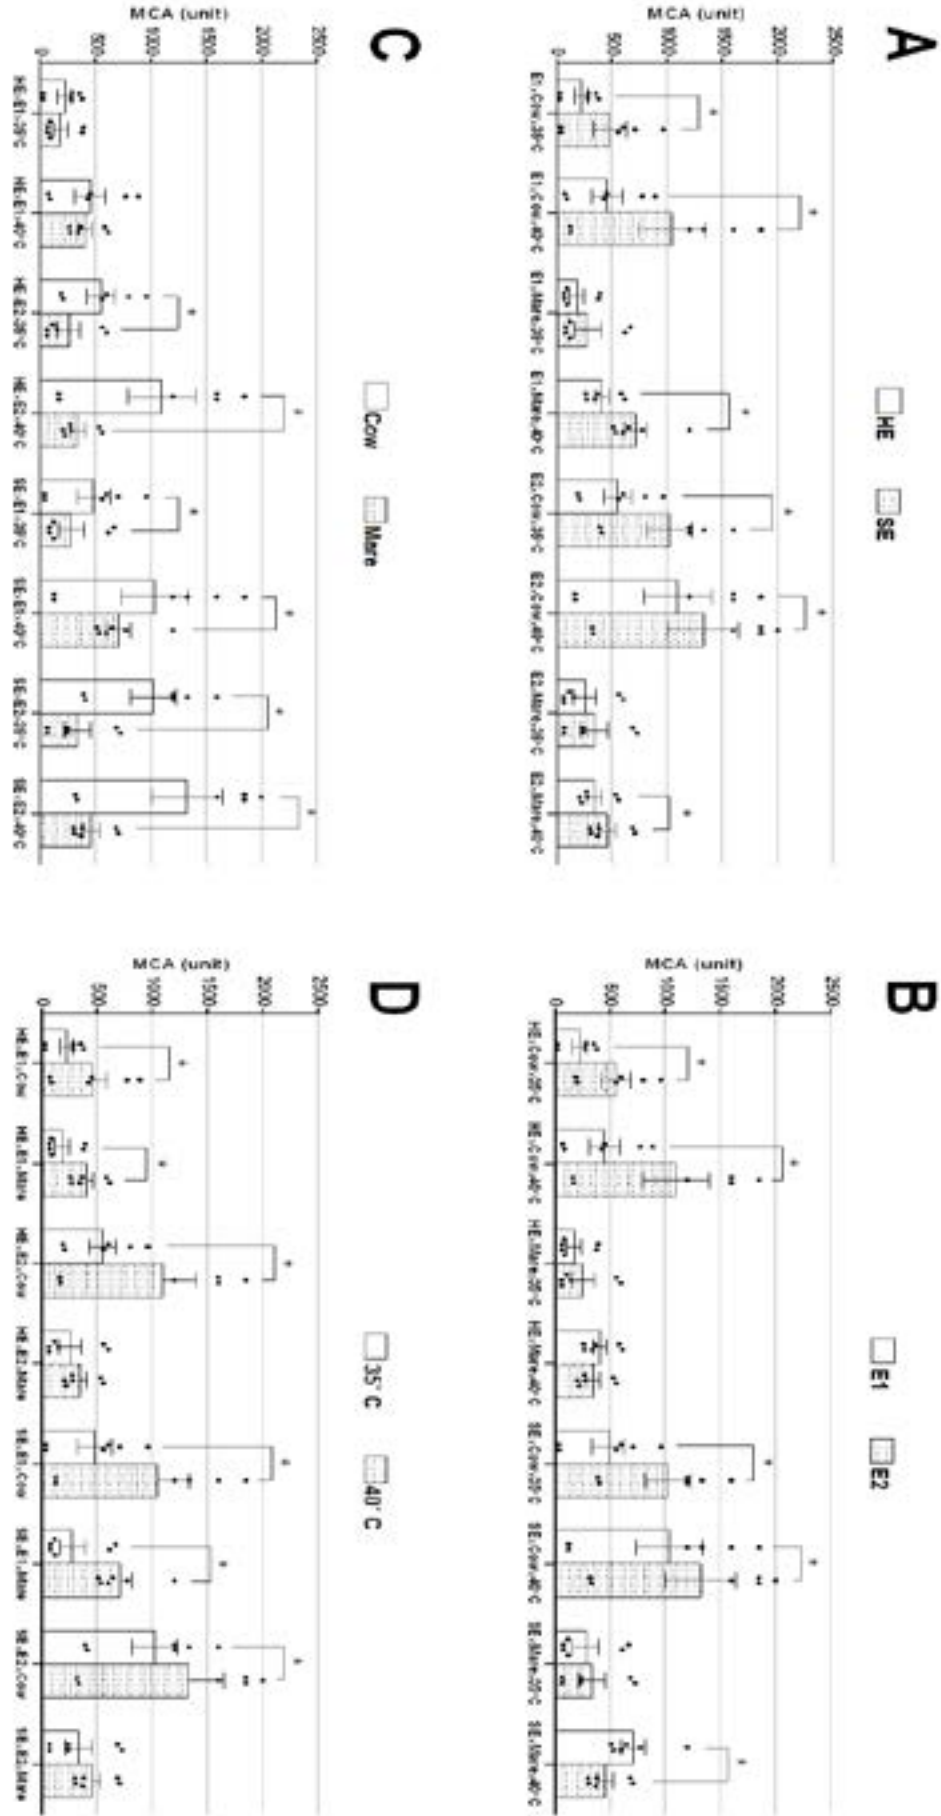 A
HE
SE
MCA (unit)
2500
2000
1500
1000
500
0
E1,Cow,35°C
E1,Cow,40°C
E1,Mare,35°C
E1,Mare,40°C
E2,Cow,35°C
E2,Cow,40°C
E2,Mare,35°C
E2,Mare,40°C
B
E1
E2
MCA (unit)
2500
2000
1500
1000
500
0
HE,Cow,35°C
HE,Cow,40°C
HE,Mare,35°C
HE,Mare,40°C
SE,Cow,35°C
SE,Cow,40°C
SE,Mare,35°C
SE,Mare,40°C
C
Cow
Mare
MCA (unit)
2500
2000
1500
1000
500
0
HE,E1,35°C
HE,E1,40°C
HE,E2,35°C
HE,E2,40°C
SE,E1,35°C
SE,E1,40°C
SE,E2,35°C
SE,E2,40°C
D
35°C
40°C
MCA (unit)
2500
2000
1500
1000
500
0
HE,E1,Cow
HE,E1,Mare
HE,E2,Cow
HE,E2,Mare
SE,E1,Cow
SE,E1,Mare
SE,E2,Cow
SE,E2,Mare